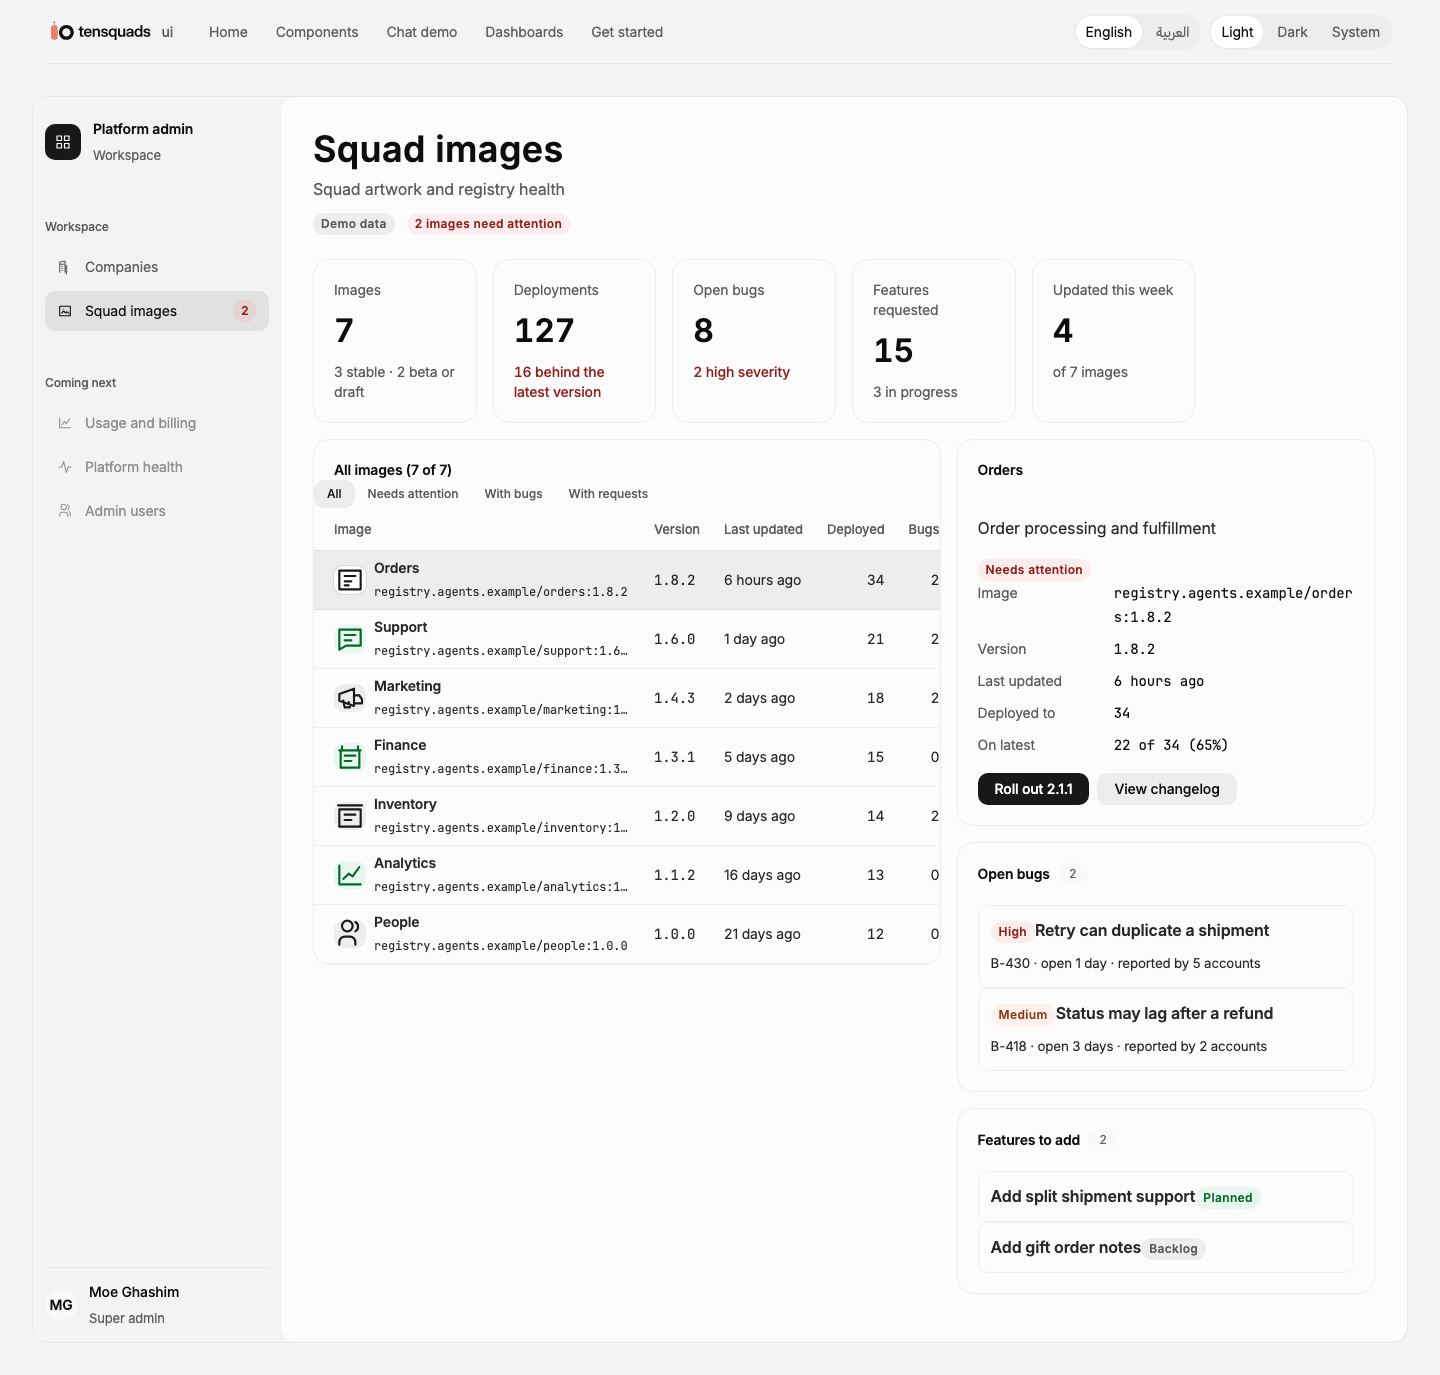 tensquads ui
Home
Components
Chat demo
Dashboards
Get started
English
العربية
Light
Dark
System
Platform admin
Workspace
Workspace
Companies
Squad images 2
Coming next
Usage and billing
Platform health
Admin users
MG
Moe Ghashim
Super admin
Squad images
Squad artwork and registry health
Demo data
2 images need attention
Images
7
3 stable · 2 beta or
draft
Deployments
127
16 behind the
latest version
Open bugs
8
2 high severity
Features
requested
15
3 in progress
Updated this week
4
of 7 images
All images (7 of 7)
All Needs attention With bugs With requests
Image Version Last updated Deployed Bugs
Orders
registry.agents.example/orders:1.8.2 1.8.2 6 hours ago 34 2
Support
registry.agents.example/support:1.6… 1.6.0 1 day ago 21 2
Marketing
registry.agents.example/marketing:1… 1.4.3 2 days ago 18 2
Finance
registry.agents.example/finance:1.3… 1.3.1 5 days ago 15 0
Inventory
registry.agents.example/inventory:1… 1.2.0 9 days ago 14 2
Analytics
registry.agents.example/analytics:1… 1.1.2 16 days ago 13 0
People
registry.agents.example/people:1.0.0 1.0.0 21 days ago 12 0
Orders
Order processing and fulfillment
Needs attention
Image registry.agents.example/order
s:1.8.2
Version 1.8.2
Last updated 6 hours ago
Deployed to 34
On latest 22 of 34 (65%)
Roll out 2.1.1
View changelog
Open bugs 2
High Retry can duplicate a shipment
B-430 · open 1 day · reported by 5 accounts
Medium Status may lag after a refund
B-418 · open 3 days · reported by 2 accounts
Features to add 2
Add split shipment support Planned
Add gift order notes Backlog